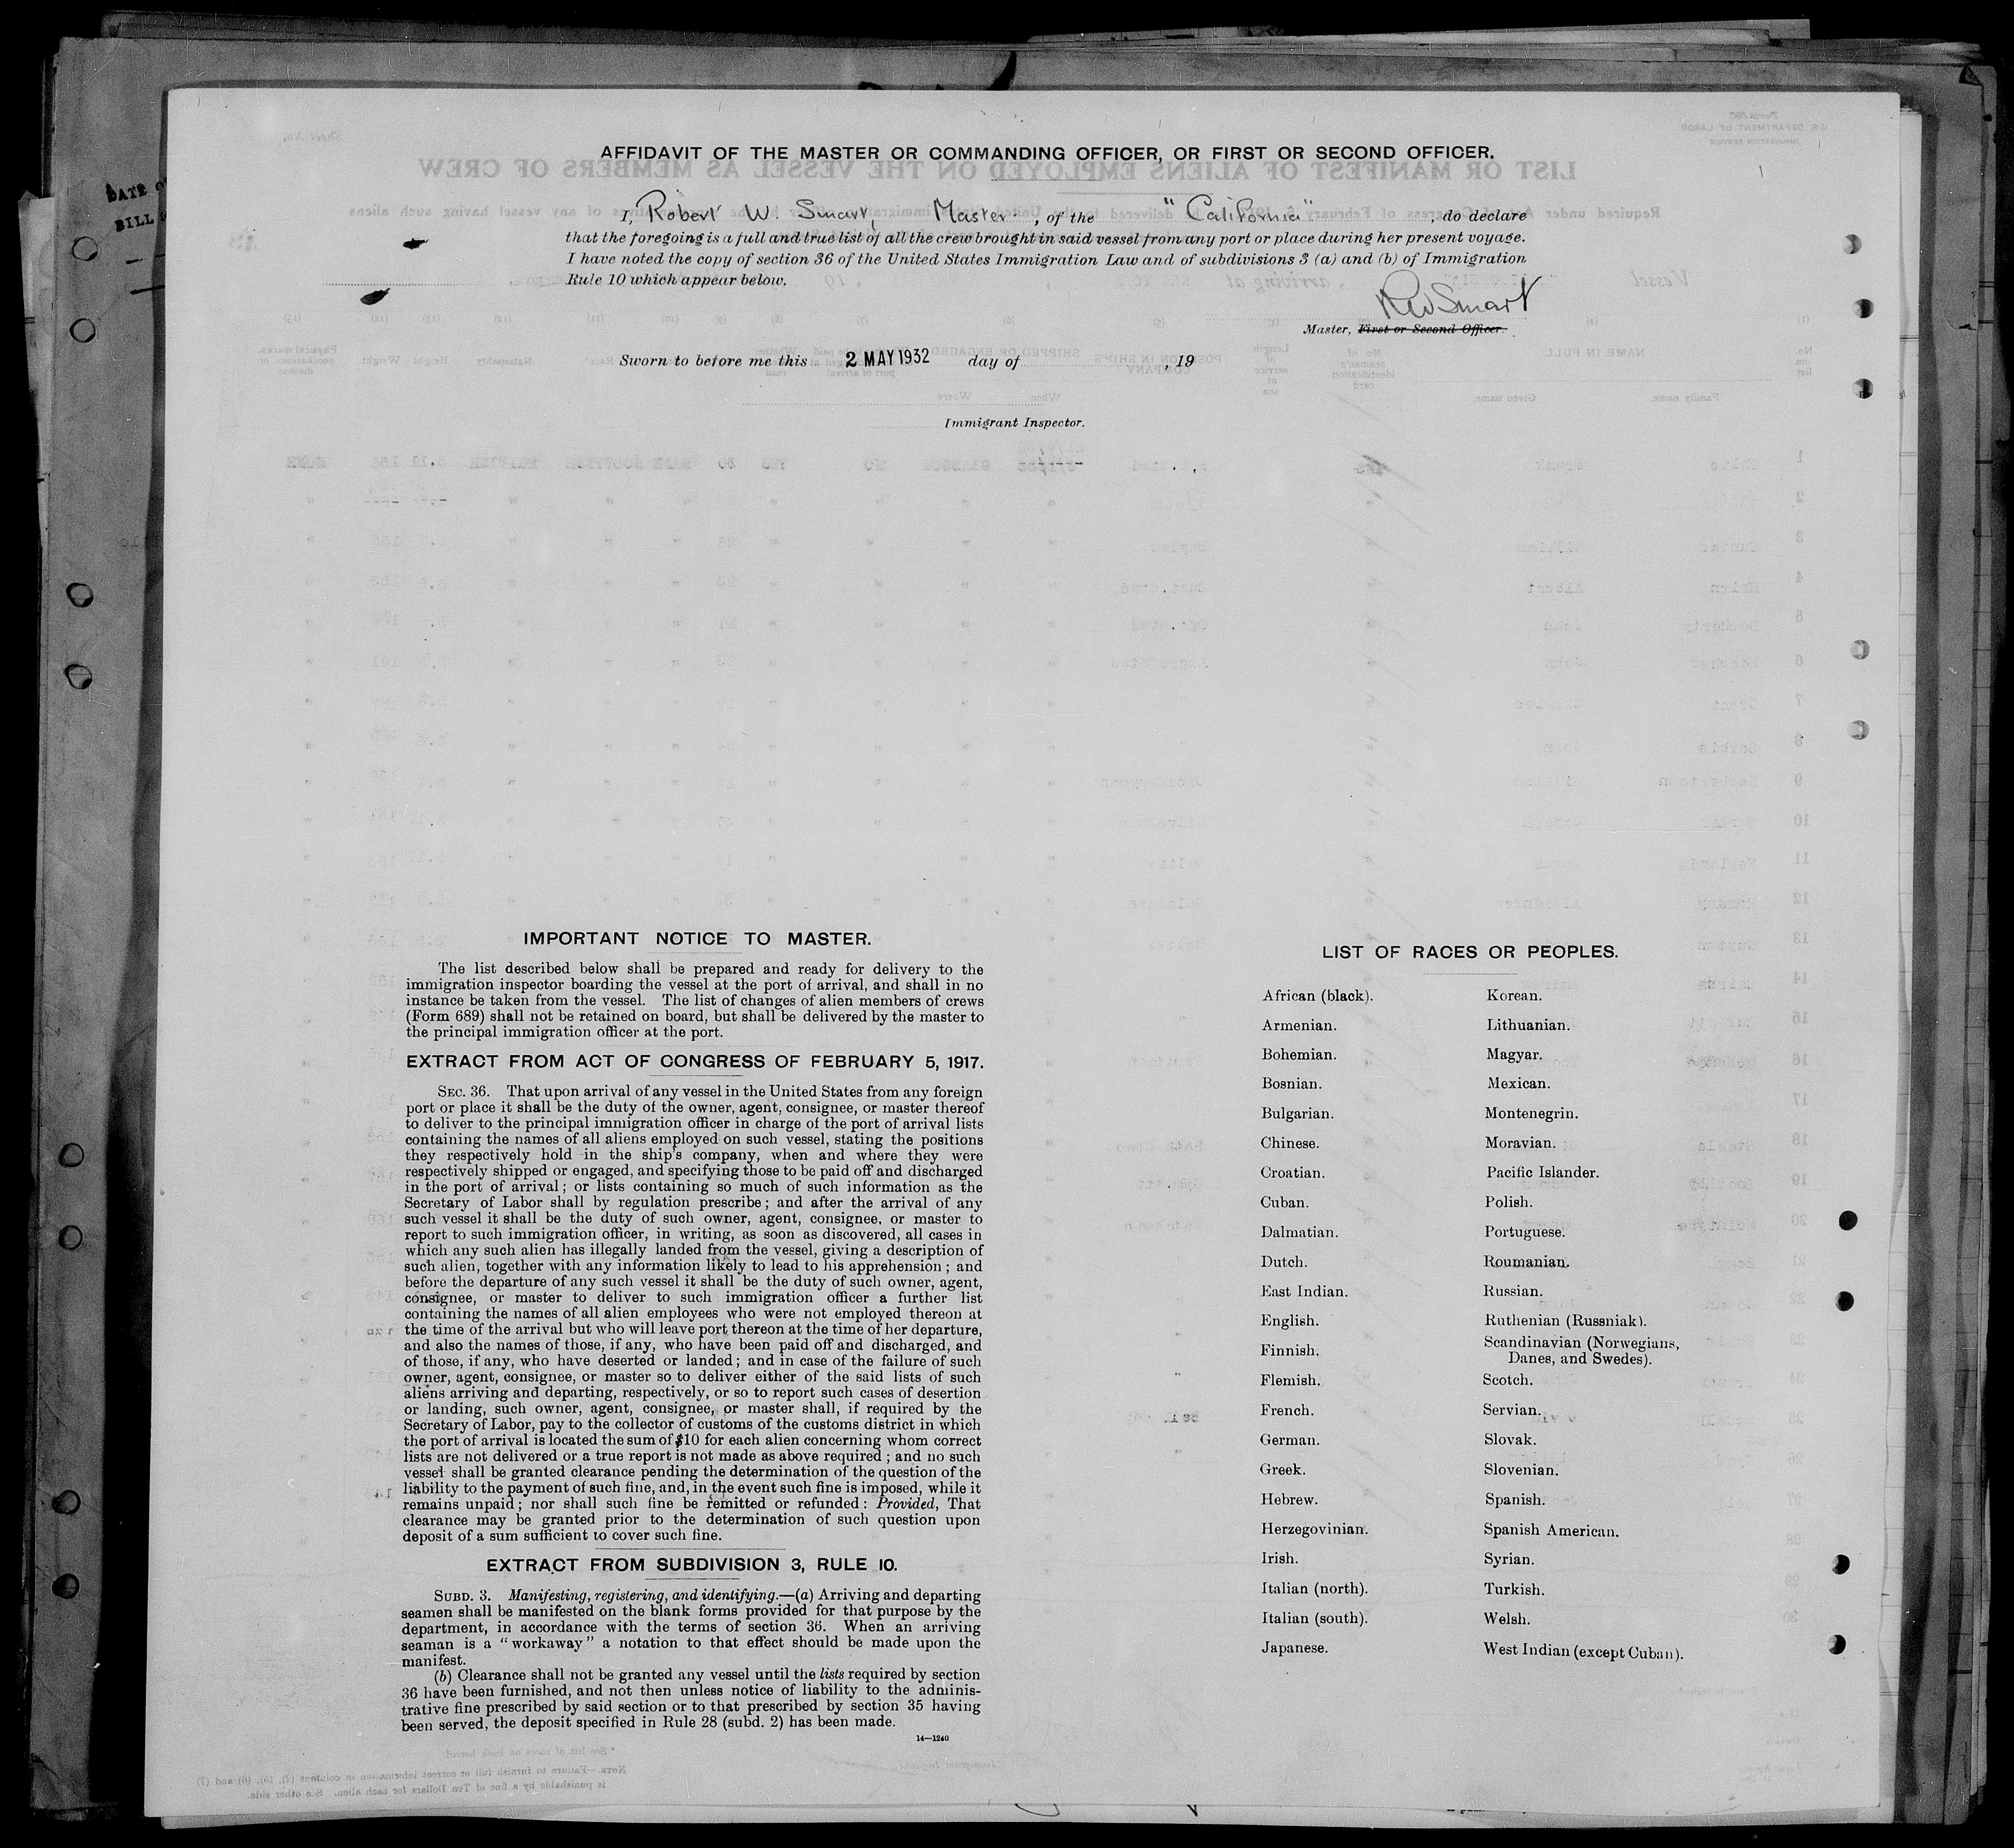 DATE
BILL
AFFIDAVIT OF THE MASTER OR COMMANDING OFFICER, OR FIRST OR SECOND OFFICER.
I, Robert W. Smart, Master, of the "California", do declare
that the foregoing is a full and true list of all the crew brought in said vessel from any port or place during her present voyage.
I have noted the copy of section 36 of the United States Immigration Law and of subdivisions 3 (a) and (b) of Immigration
Rule 10 which appear below.
RW Smart
Master, First or Second Officer.
Sworn to before me this 2 MAY 1932 day of , 19
Immigrant Inspector.
IMPORTANT NOTICE TO MASTER.
The list described below shall be prepared and ready for delivery to the
immigration inspector boarding the vessel at the port of arrival, and shall in no
instance be taken from the vessel. The list of changes of alien members of crews
(Form 689) shall not be retained on board, but shall be delivered by the master to
the principal immigration officer at the port.
EXTRACT FROM ACT OF CONGRESS OF FEBRUARY 5, 1917.
SEC. 36. That upon arrival of any vessel in the United States from any foreign
port or place it shall be the duty of the owner, agent, consignee, or master thereof
to deliver to the principal immigration officer in charge of the port of arrival lists
containing the names of all aliens employed on such vessel, stating the positions
they respectively hold in the ship's company, when and where they were
respectively shipped or engaged, and specifying those to be paid off and discharged
in the port of arrival; or lists containing so much of such information as the
Secretary of Labor shall by regulation prescribe; and after the arrival of any
such vessel it shall be the duty of such owner, agent, consignee, or master to
report to such immigration officer, in writing, as soon as discovered, all cases in
which any such alien has illegally landed from the vessel, giving a description of
such alien, together with any information likely to lead to his apprehension; and
before the departure of any such vessel it shall be the duty of such owner, agent,
consignee, or master to deliver to such immigration officer a further list
containing the names of all alien employees who were not employed thereon at
the time of the arrival but who will leave port thereon at the time of her departure,
and also the names of those, if any, who have been paid off and discharged, and
of those, if any, who have deserted or landed; and in case of the failure of such
owner, agent, consignee, or master so to deliver either of the said lists of such
aliens arriving and departing, respectively, or so to report such cases of desertion
or landing, such owner, agent, consignee, or master shall, if required by the
Secretary of Labor, pay to the collector of customs of the customs district in which
the port of arrival is located the sum of $10 for each alien concerning whom correct
lists are not delivered or a true report is not made as above required; and no such
vessel shall be granted clearance pending the determination of the question of the
liability to the payment of such fine, and, in the event such fine is imposed, while it
remains unpaid; nor shall such fine be remitted or refunded: Provided, That
clearance may be granted prior to the determination of such question upon
deposit of a sum sufficient to cover such fine.
EXTRACT FROM SUBDIVISION 3, RULE 10.
SUBD. 3. Manifesting, registering, and identifying.—(a) Arriving and departing
seamen shall be manifested on the blank forms provided for that purpose by the
department, in accordance with the terms of section 36. When an arriving
seaman is a "workaway" a notation to that effect should be made upon the
manifest.
(b) Clearance shall not be granted any vessel until the lists required by section
36 have been furnished, and not then unless notice of liability to the adminis-
trative fine prescribed by said section or to that prescribed by section 35 having
been served, the deposit specified in Rule 28 (subd. 2) has been made.
14—1240
LIST OF RACES OR PEOPLES.
African (black).
Armenian.
Bohemian.
Bosnian.
Bulgarian.
Chinese.
Croatian.
Cuban.
Dalmatian.
Dutch.
East Indian.
English.
Finnish.
Flemish.
French.
German.
Greek.
Hebrew.
Herzegovinian.
Irish.
Italian (north).
Italian (south).
Japanese.
Korean.
Lithuanian.
Magyar.
Mexican.
Montenegrin.
Moravian.
Pacific Islander.
Polish.
Portuguese.
Roumanian.
Russian.
Ruthenian (Russniak).
Scandinavian (Norwegians,
Danes, and Swedes).
Scotch.
Servian.
Slovak.
Slovenian.
Spanish.
Spanish American.
Syrian.
Turkish.
Welsh.
West Indian (except Cuban).